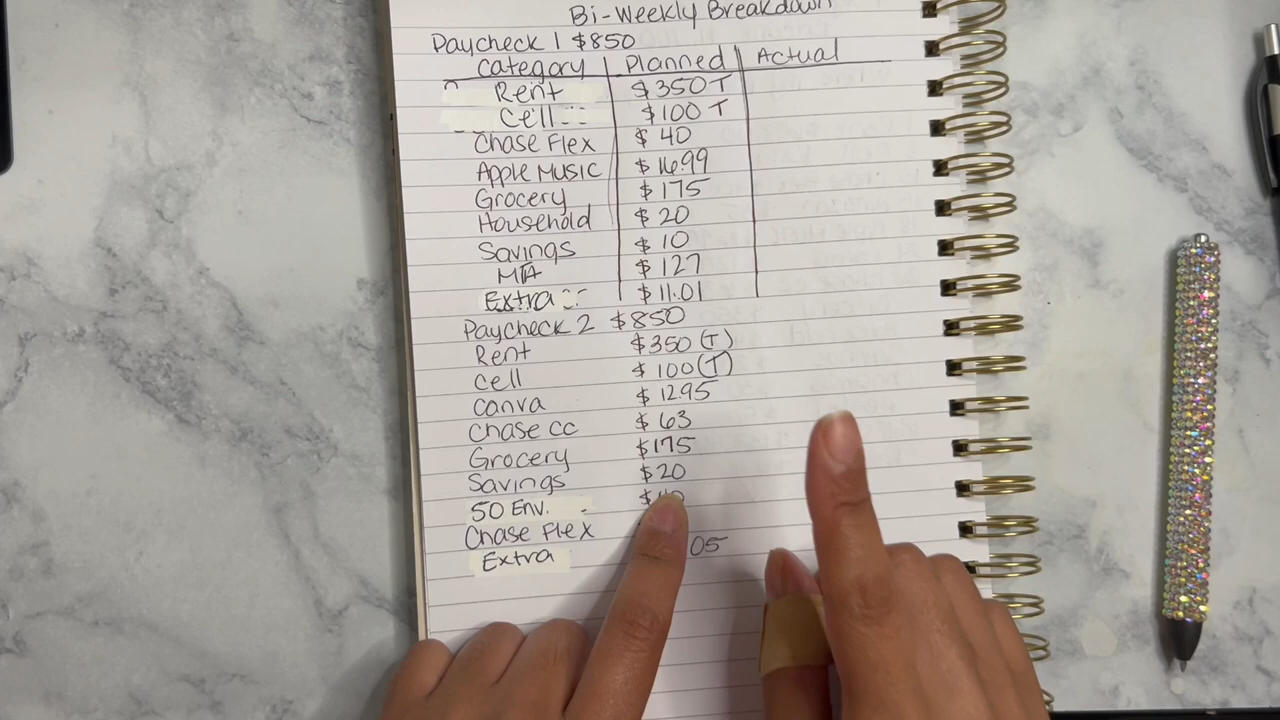 Bi-Weekly Breakdown
Paycheck 1 $850
Category Planned Actual
Rent $350 T
Cell $100 T
Chase Flex $40
Apple Music $16.99
Grocery $175
Household $20
Savings $10
MTA $127
Extra $11.01
Paycheck 2 $850
Rent $350 (T)
Cell $100 (T)
Canva $12.95
Chase CC $63
Grocery $175
Savings $20
50 Env.
Chase Flex
Extra 05